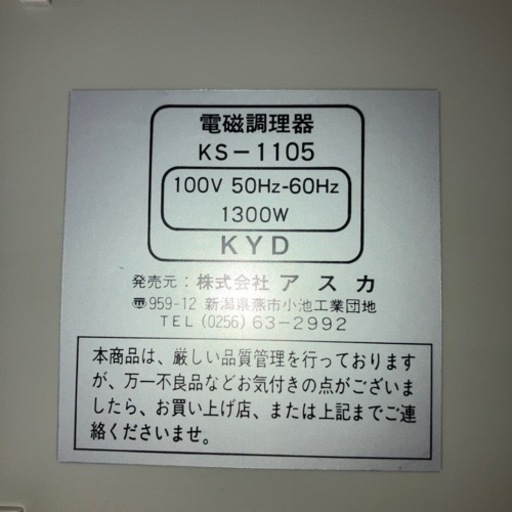 電磁調理器
KS-1105
100V 50Hz-60Hz
1300W
KYD
発売元：株式会社 アスカ
〠959-12 新潟県燕市小池工業団地
TEL (0256) 63-2992
本商品は、厳しい品質管理を行っております
が、万一不良品などお気付きの点がございま
したら、お買い上げ店、または上記までご連
絡くださいませ。